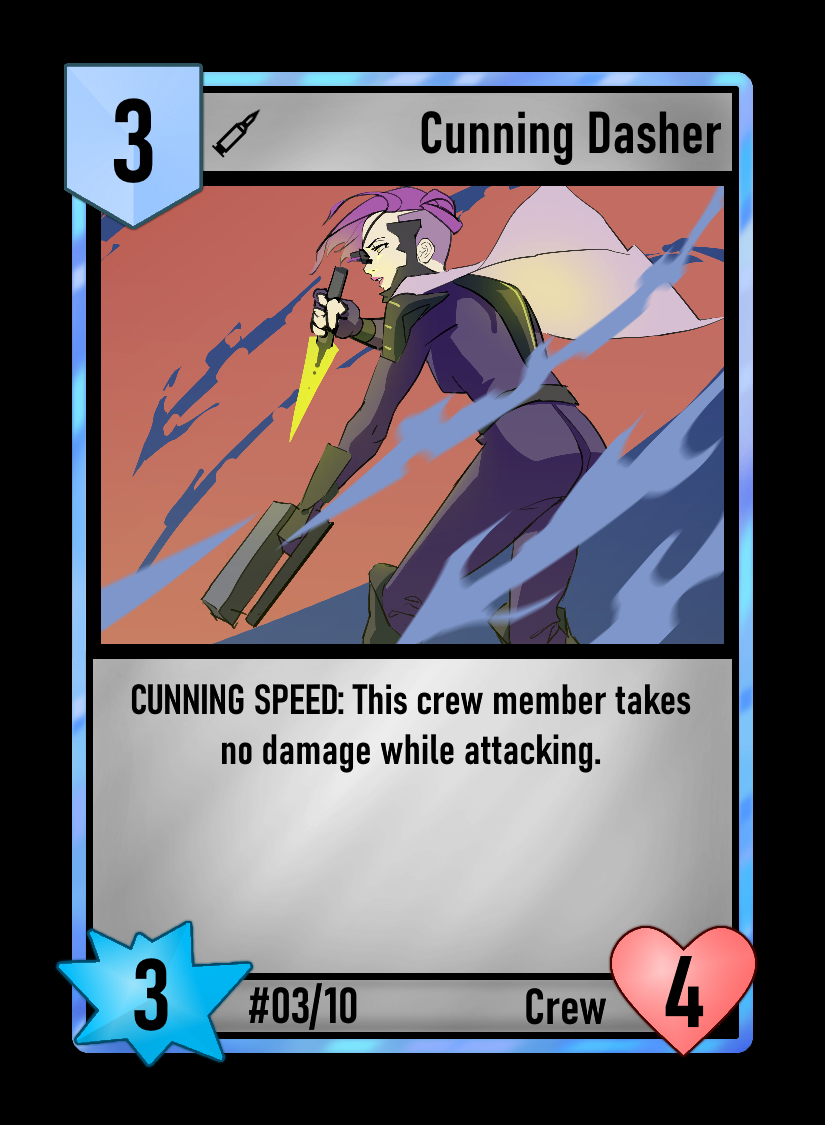 3
Cunning Dasher
CUNNING SPEED: This crew member takes
no damage while attacking.
3
#03/10
Crew
4